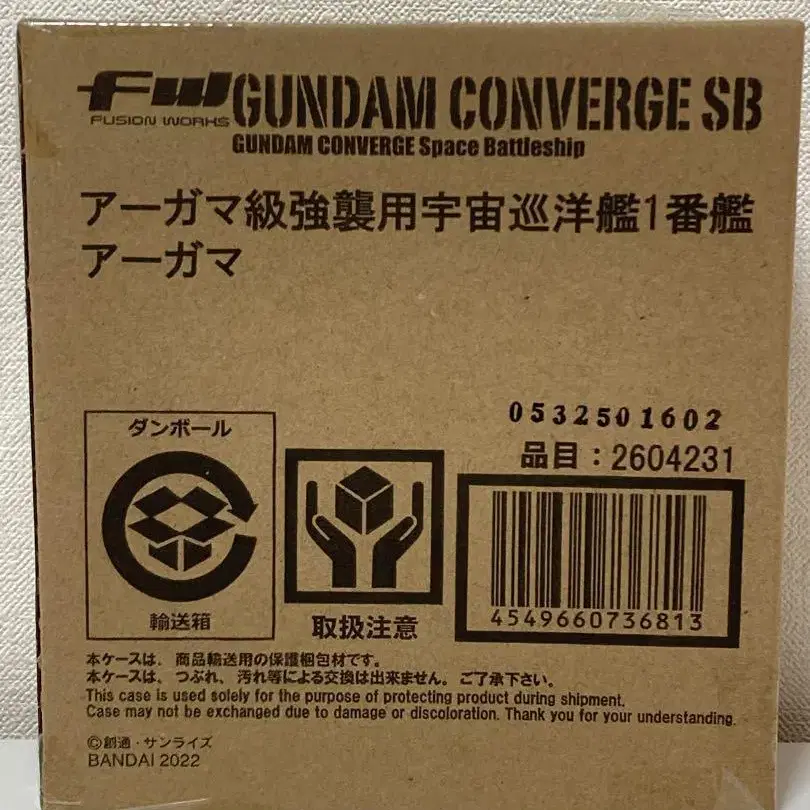 FW GUNDAM CONVERGE SB
FUSION WORKS
GUNDAM CONVERGE Space Battleship
アーガマ級強襲用宇宙巡洋艦1番艦
アーガマ
0532501602
品目：2604231
ダンボール
輸送箱
取扱注意
4549660736813
本ケースは、商品輸送用の保護梱包材です。
本ケースは、つぶれ、汚れ等による交換は出来ません。ご了承下さい。
This case is used solely for the purpose of protecting product during shipment.
Case may not be exchanged due to damage or discoloration. Thank you for your understanding.
©創通・サンライズ
BANDAI 2022